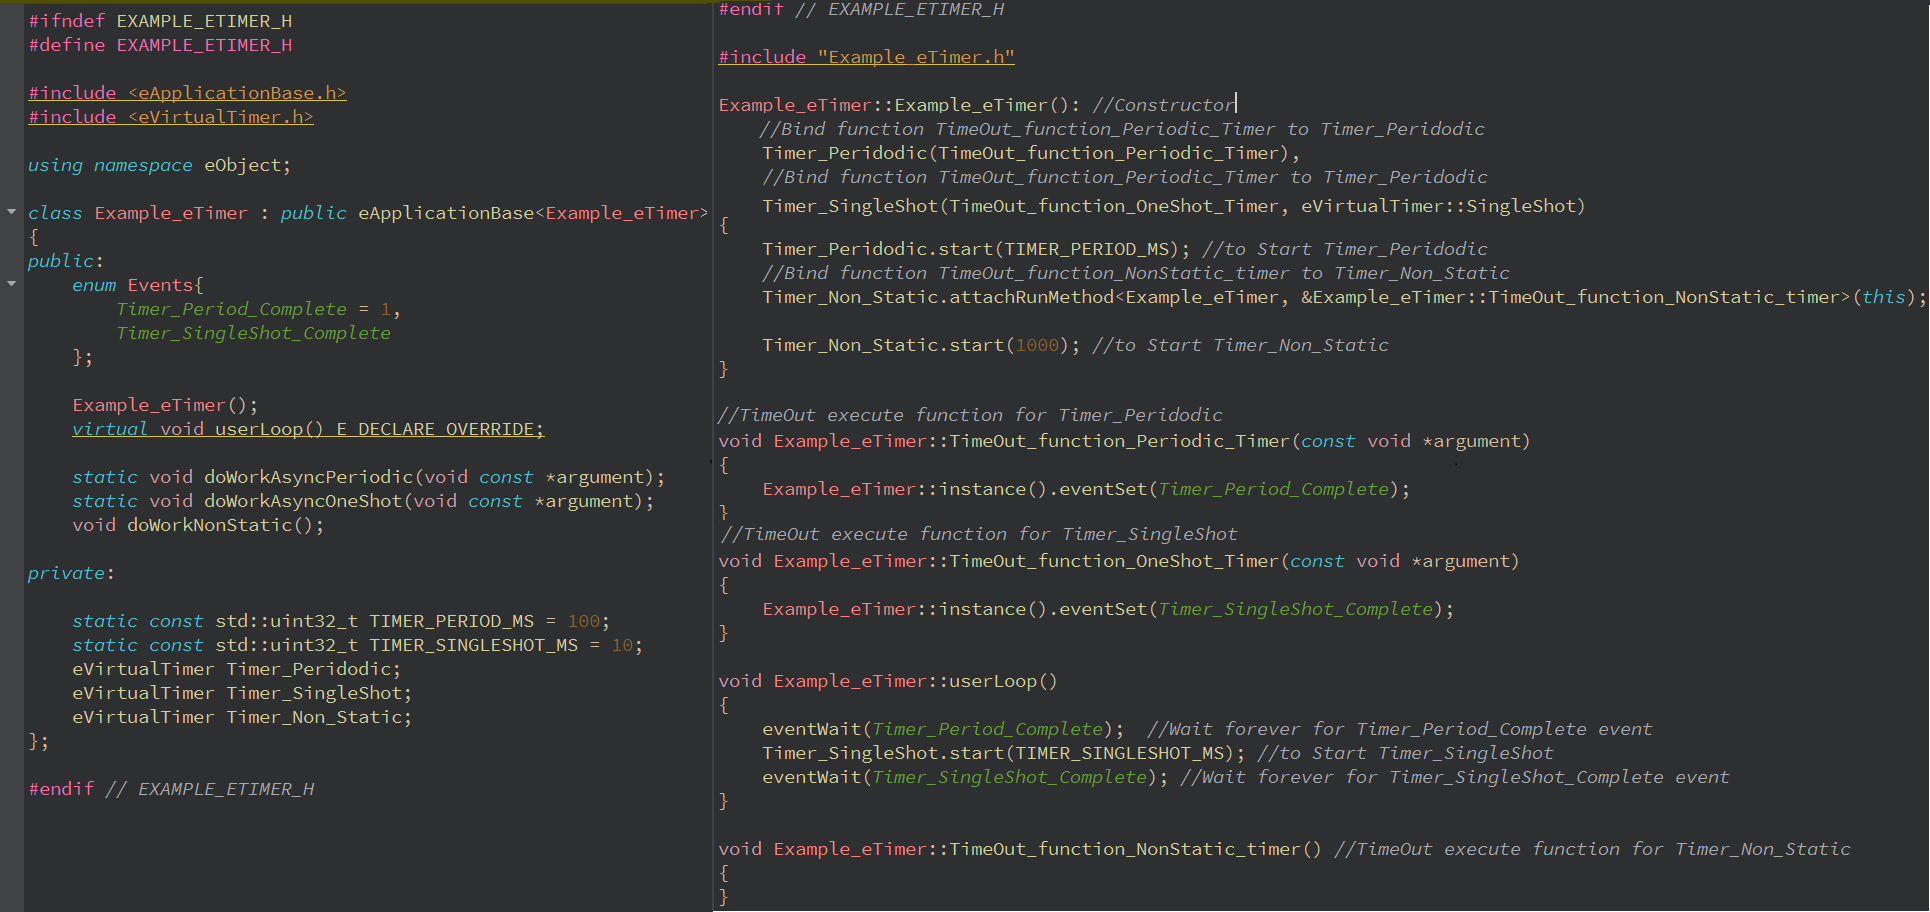 #ifndef EXAMPLE_ETIMER_H
#define EXAMPLE_ETIMER_H
#include <eApplicationBase.h>
#include <eVirtualTimer.h>
using namespace eObject;
class Example_eTimer : public eApplicationBase<Example_eTimer>
{
public:
enum Events{
Timer_Period_Complete = 1,
Timer_SingleShot_Complete
};
Example_eTimer();
virtual void userLoop() E_DECLARE_OVERRIDE;
static void doWorkAsyncPeriodic(void const *argument);
static void doWorkAsyncOneShot(void const *argument);
void doWorkNonStatic();
private:
static const std::uint32_t TIMER_PERIOD_MS = 100;
static const std::uint32_t TIMER_SINGLESHOT_MS = 10;
eVirtualTimer Timer_Peridodic;
eVirtualTimer Timer_SingleShot;
eVirtualTimer Timer_Non_Static;
};
#endif // EXAMPLE_ETIMER_H
#endif // EXAMPLE_ETIMER_H
#include "Example_eTimer.h"
Example_eTimer::Example_eTimer(): //Constructor
//Bind function TimeOut_function_Periodic_Timer to Timer_Peridodic
Timer_Peridodic(TimeOut_function_Periodic_Timer),
//Bind function TimeOut_function_Periodic_Timer to Timer_Peridodic
Timer_SingleShot(TimeOut_function_OneShot_Timer, eVirtualTimer::SingleShot)
{
Timer_Peridodic.start(TIMER_PERIOD_MS); //to Start Timer_Peridodic
//Bind function TimeOut_function_NonStatic_timer to Timer_Non_Static
Timer_Non_Static.attachRunMethod<Example_eTimer, &Example_eTimer::TimeOut_function_NonStatic_timer>(this);
Timer_Non_Static.start(1000); //to Start Timer_Non_Static
}
//TimeOut execute function for Timer_Peridodic
void Example_eTimer::TimeOut_function_Periodic_Timer(const void *argument)
{
Example_eTimer::instance().eventSet(Timer_Period_Complete);
}
//TimeOut execute function for Timer_SingleShot
void Example_eTimer::TimeOut_function_OneShot_Timer(const void *argument)
{
Example_eTimer::instance().eventSet(Timer_SingleShot_Complete);
}
void Example_eTimer::userLoop()
{
eventWait(Timer_Period_Complete); //Wait forever for Timer_Period_Complete event
Timer_SingleShot.start(TIMER_SINGLESHOT_MS); //to Start Timer_SingleShot
eventWait(Timer_SingleShot_Complete); //Wait forever for Timer_SingleShot_Complete event
}
void Example_eTimer::TimeOut_function_NonStatic_timer() //TimeOut execute function for Timer_Non_Static
{
}